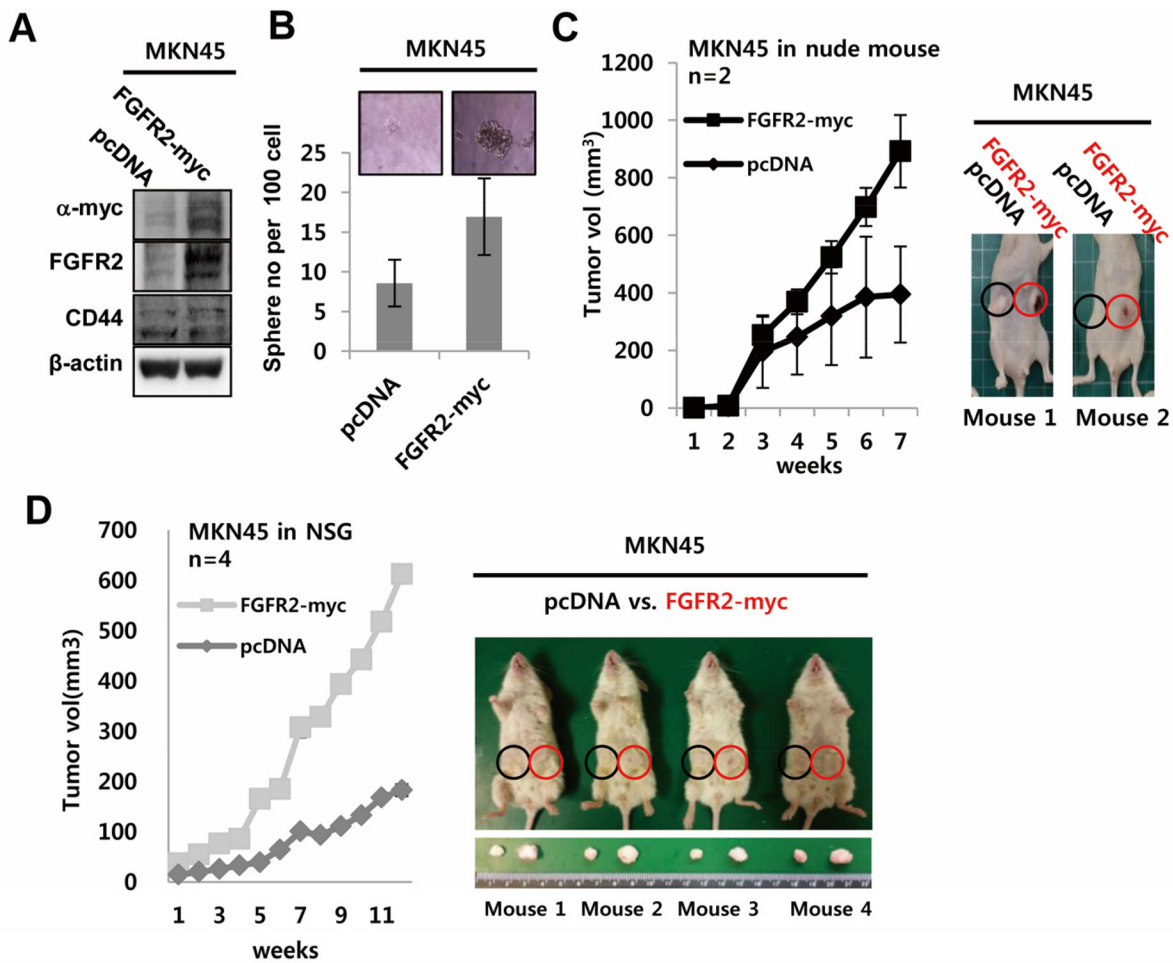 A
MKN45
pcDNA
FGFR2-myc
α-myc
FGFR2
CD44
β-actin
B
MKN45
Sphere no per 100 cell
25
20
15
10
5
0
pcDNA
FGFR2-myc
C
MKN45 in nude mouse
n=2
FGFR2-myc
pcDNA
Tumor vol (mm³)
1200
1000
800
600
400
200
0
1 2 3 4 5 6 7
weeks
MKN45
pcDNA
FGFR2-myc
pcDNA
FGFR2-myc
Mouse 1 Mouse 2
D
MKN45 in NSG
n=4
FGFR2-myc
pcDNA
Tumor vol(mm3)
700
600
500
400
300
200
100
0
1 3 5 7 9 11
weeks
MKN45
pcDNA vs. FGFR2-myc
Mouse 1 Mouse 2 Mouse 3 Mouse 4